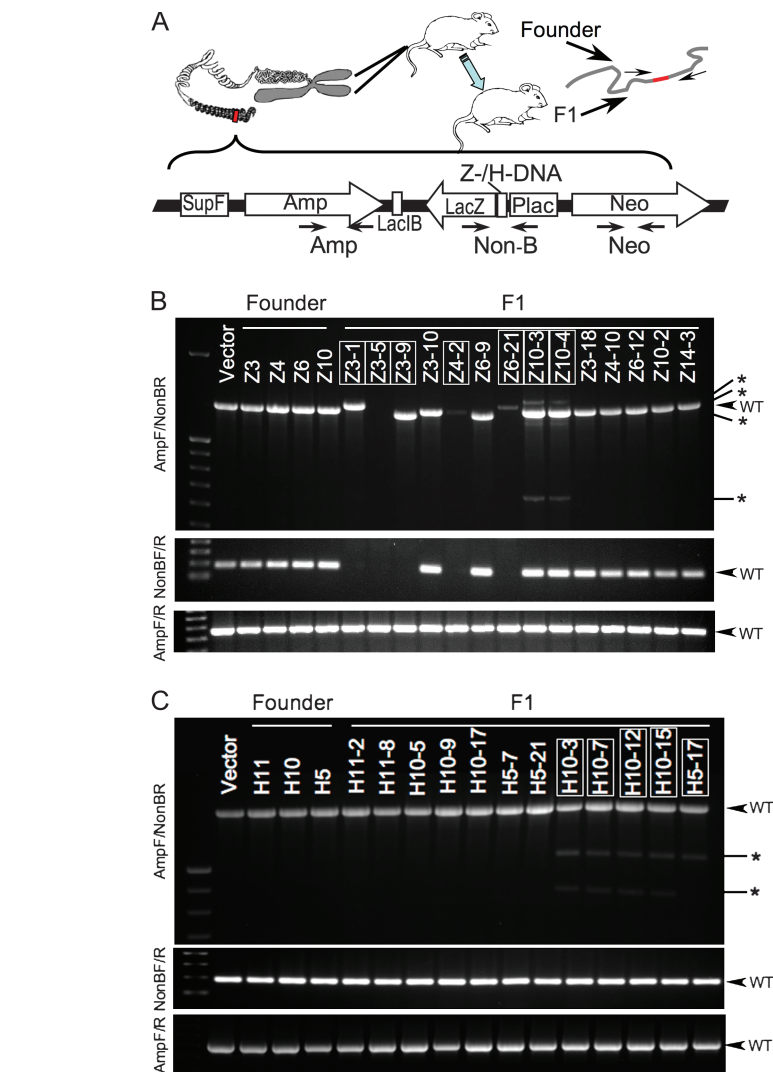 A
Founder
F1
Z-/H-DNA
SupF
Amp
LacIB
LacZ
Plac
Neo
Amp
Non-B
Neo
B
Founder
F1
Vector
Z3
Z4
Z6
Z10
Z3-1
Z3-5
Z3-9
Z3-10
Z4-2
Z6-9
Z6-21
Z10-3
Z10-4
Z3-18
Z4-10
Z6-12
Z10-2
Z14-3
AmpF/NonBR
*
*
WT
*
*
NonBF/R
WT
AmpF/R
WT
C
Founder
F1
Vector
H11
H10
H5
H11-2
H11-8
H10-5
H10-9
H10-17
H5-7
H5-21
H10-3
H10-7
H10-12
H10-15
H5-17
AmpF/NonBR
WT
*
*
NonBF/R
WT
AmpF/R
WT